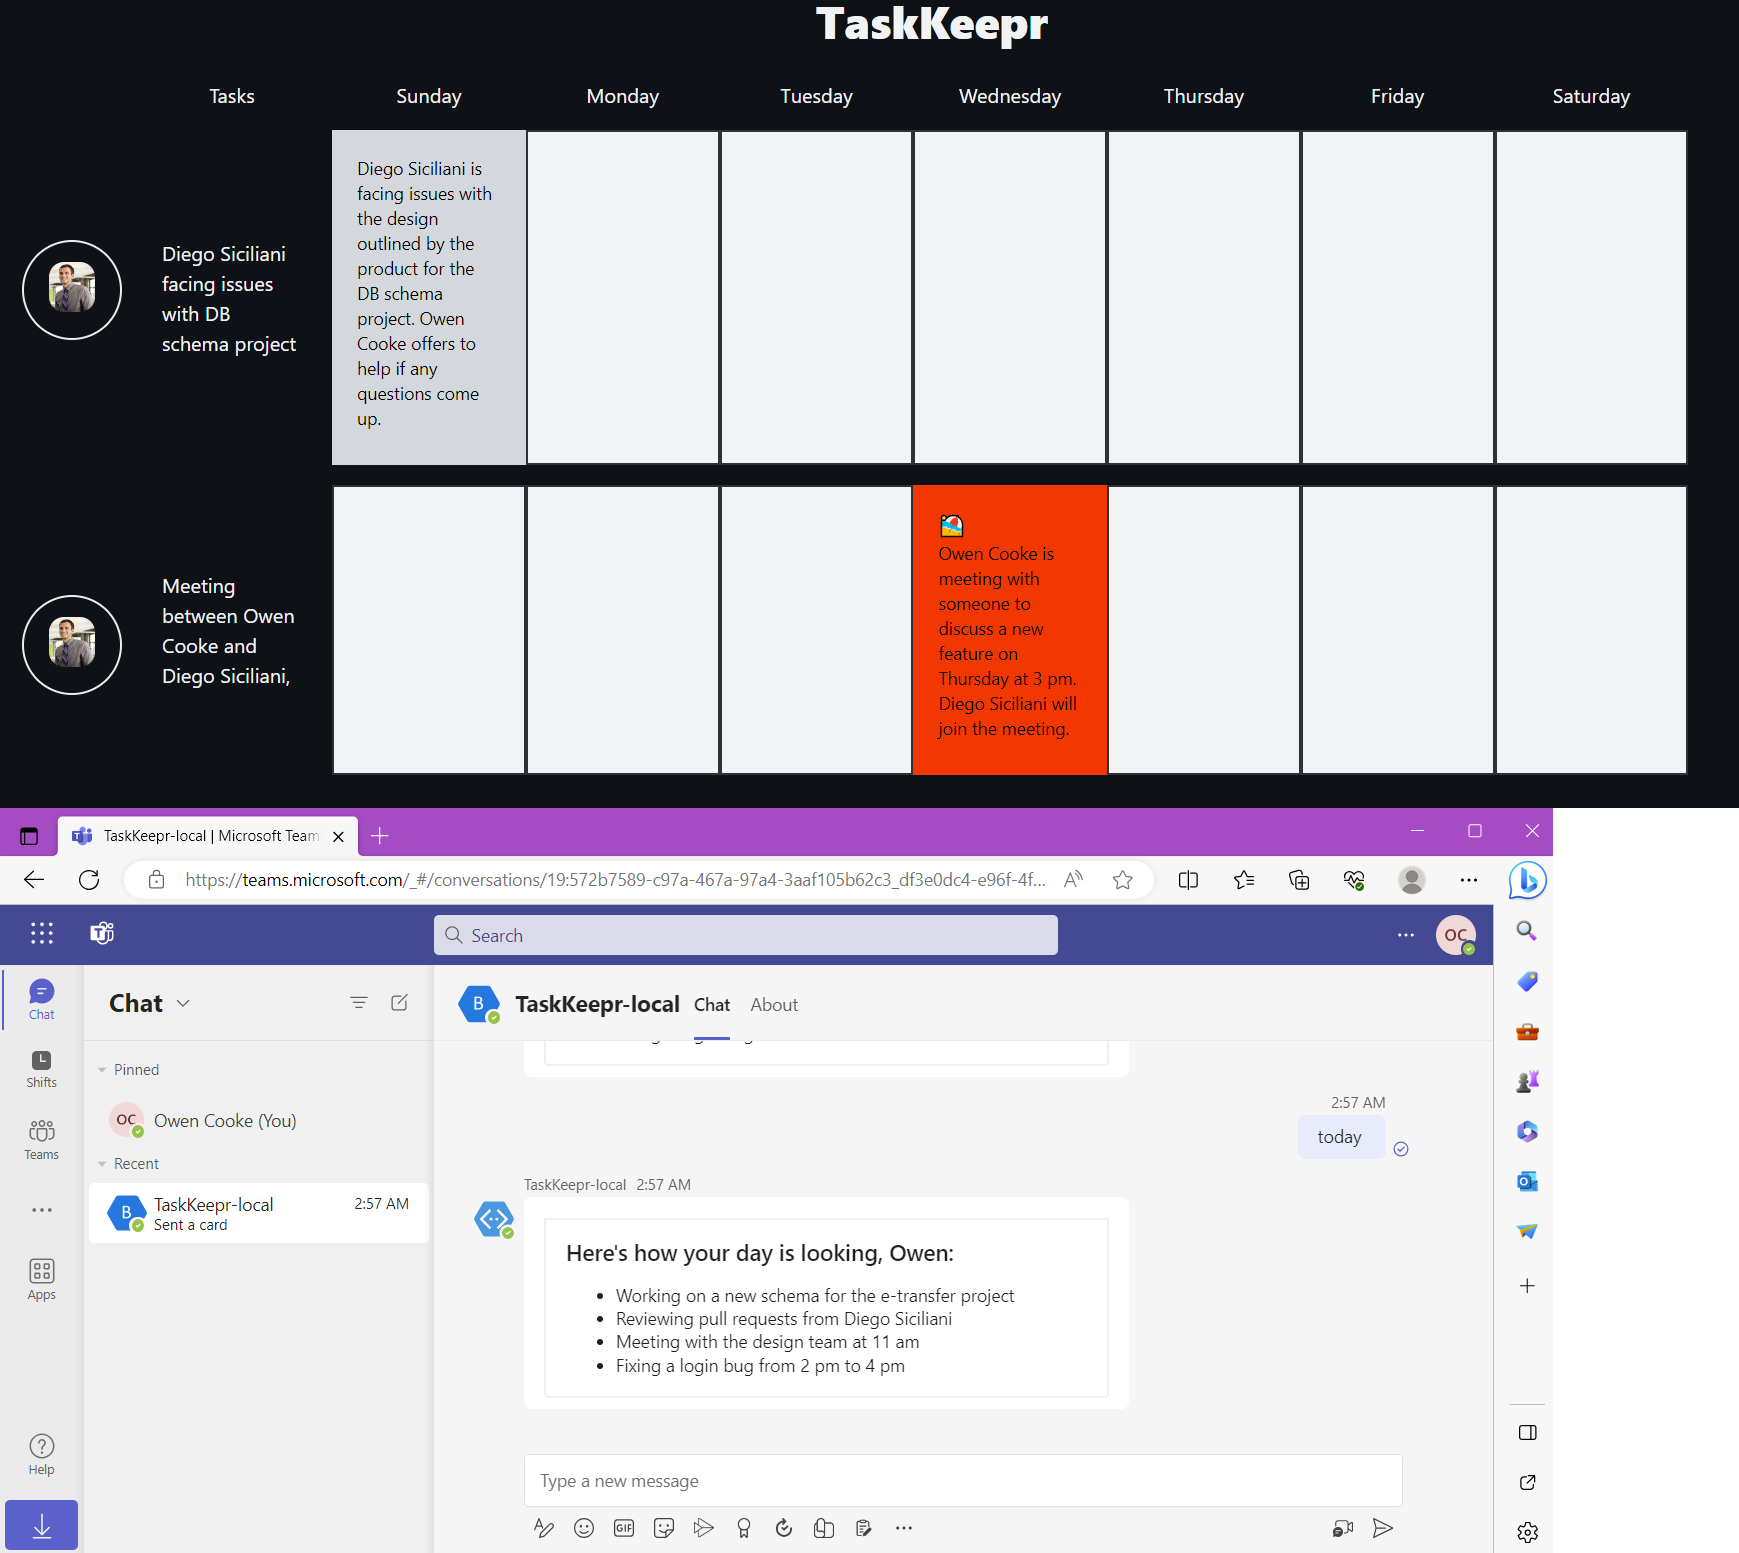 TaskKeepr
Tasks
Sunday
Monday
Tuesday
Wednesday
Thursday
Friday
Saturday
Diego Siciliani
facing issues
with DB
schema project
Diego Siciliani is
facing issues with
the design
outlined by the
product for the
DB schema
project. Owen
Cooke offers to
help if any
questions come
up.
Meeting
between Owen
Cooke and
Diego Siciliani,
Owen Cooke is
meeting with
someone to
discuss a new
feature on
Thursday at 3 pm.
Diego Siciliani will
join the meeting.
TaskKeepr-local | Microsoft Team
https://teams.microsoft.com/_#/conversations/19:572b7589-c97a-467a-97a4-3aaf105b62c3_df3e0dc4-e96f-4f...
Search
OC
Chat
Shifts
Teams
Apps
Help
Chat
Pinned
OC
Owen Cooke (You)
Recent
B
TaskKeepr-local
2:57 AM
Sent a card
B
TaskKeepr-local
Chat
About
2:57 AM
today
TaskKeepr-local 2:57 AM
Here's how your day is looking, Owen:
• Working on a new schema for the e-transfer project
• Reviewing pull requests from Diego Siciliani
• Meeting with the design team at 11 am
• Fixing a login bug from 2 pm to 4 pm
Type a new message
GIF